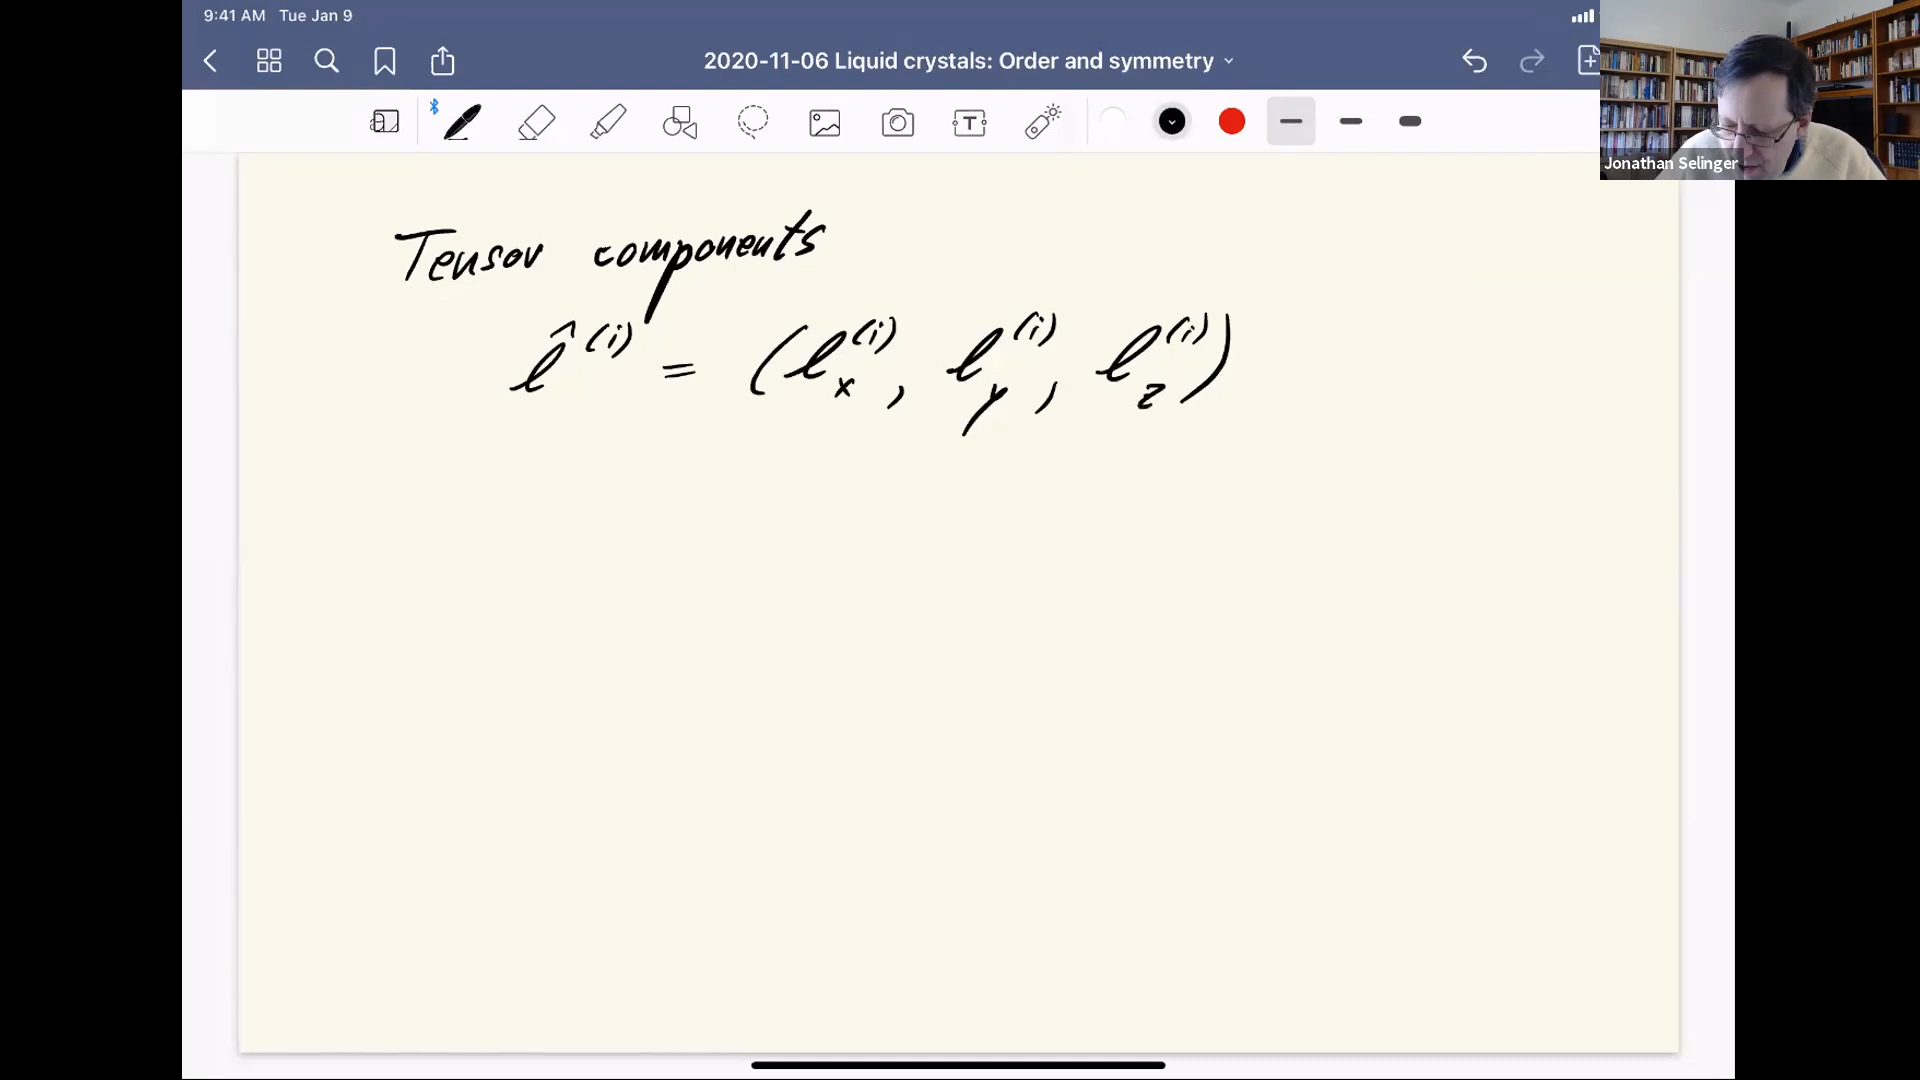 9:41 AM Tue Jan 9
2020-11-06 Liquid crystals: Order and symmetry
T
Jonathan Selinger
Tensor components
ℓ̂⁽ⁱ⁾ = (ℓₓ⁽ⁱ⁾, ℓ_y⁽ⁱ⁾, ℓ_z⁽ⁱ⁾)